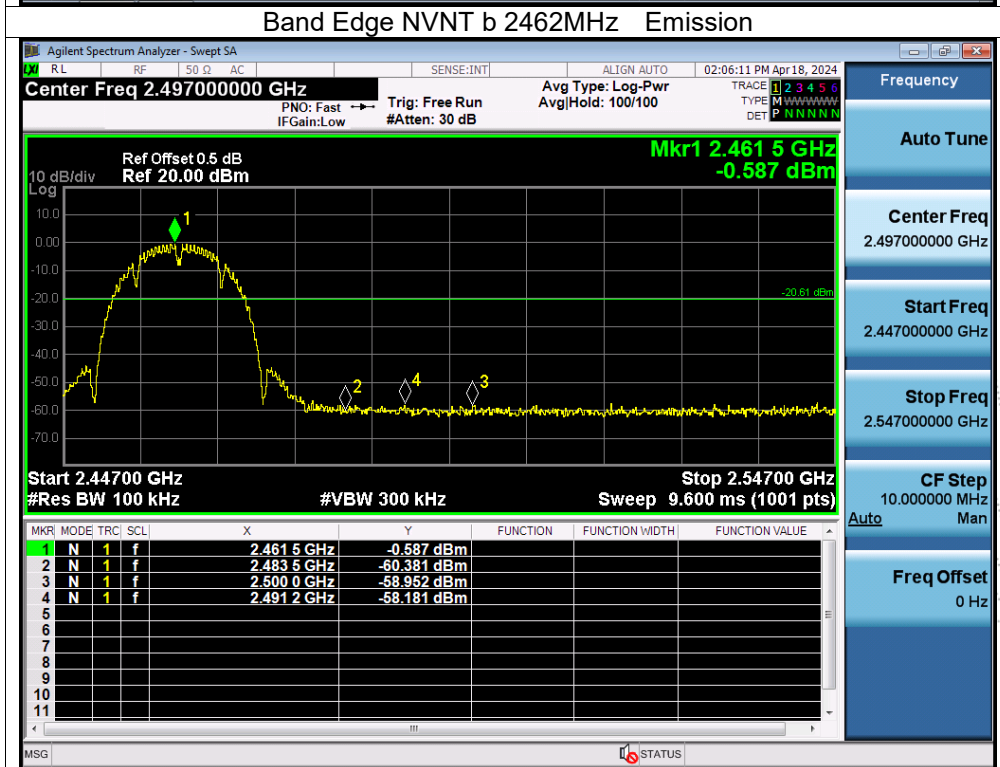 Band Edge NVNT b 2462MHz Emission
Agilent Spectrum Analyzer - Swept SA
LXI RL RF 50 Ω AC SENSE:INT ALIGN AUTO 02:06:11 PM Apr 18, 2024
Center Freq 2.497000000 GHz
PNO: Fast
IFGain:Low
Trig: Free Run
#Atten: 30 dB
Avg Type: Log-Pwr
Avg|Hold: 100/100
TRACE 1 2 3 4 5 6
TYPE M WWWWW
DET P N N N N N
Frequency
Auto Tune
Center Freq
2.497000000 GHz
Start Freq
2.447000000 GHz
Stop Freq
2.547000000 GHz
CF Step
10.000000 MHz
Auto Man
Freq Offset
0 Hz
Mkr1 2.461 5 GHz
-0.587 dBm
Ref Offset 0.5 dB
10 dB/div Ref 20.00 dBm
Log
10.0
0.00
-10.0
-20.0
-30.0
-40.0
-50.0
-60.0
-70.0
1
-20.61 dBm
2
4
3
Start 2.44700 GHz Stop 2.54700 GHz
#Res BW 100 kHz #VBW 300 kHz Sweep 9.600 ms (1001 pts)
MKR MODE TRC SCL X Y FUNCTION FUNCTION WIDTH FUNCTION VALUE
1 N 1 f 2.461 5 GHz -0.587 dBm
2 N 1 f 2.483 5 GHz -60.381 dBm
3 N 1 f 2.500 0 GHz -58.952 dBm
4 N 1 f 2.491 2 GHz -58.181 dBm
5
6
7
8
9
10
11
MSG STATUS